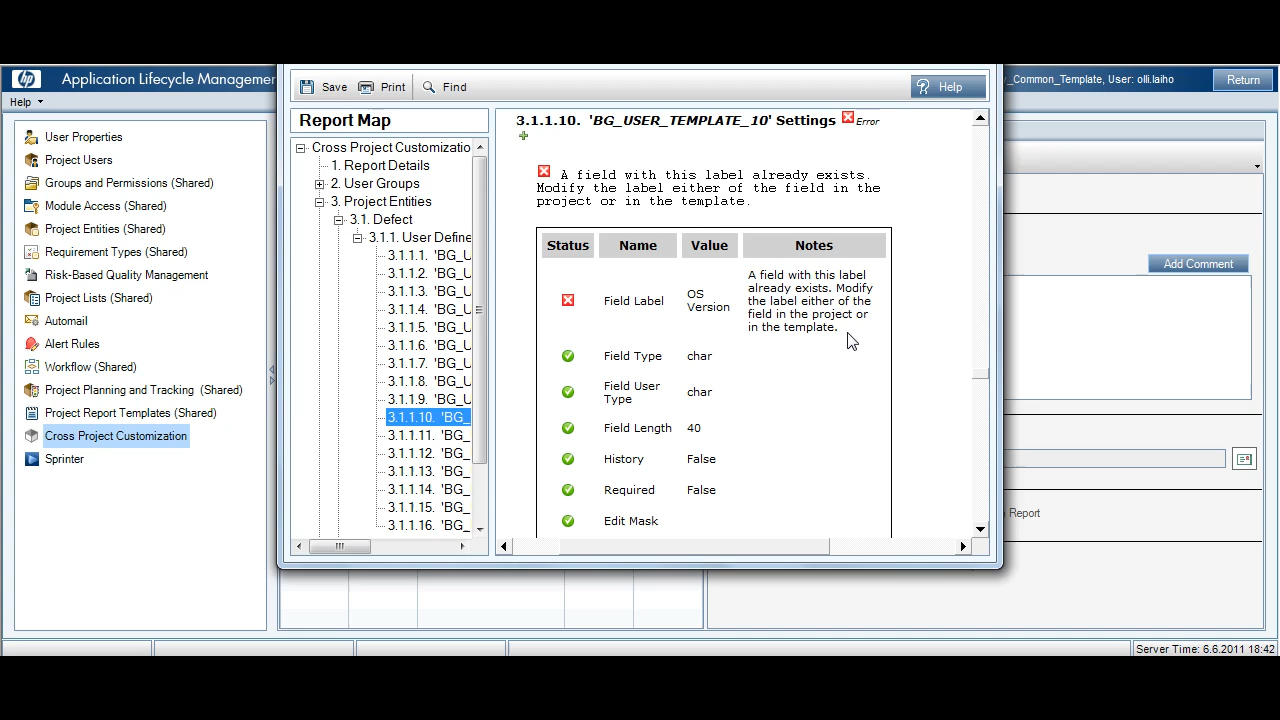 hp Application Lifecycle Managemen
_Common_Template, User: olli.laiho
Return
Help
User Properties
Project Users
Groups and Permissions (Shared)
Module Access (Shared)
Project Entities (Shared)
Requirement Types (Shared)
Risk-Based Quality Management
Project Lists (Shared)
Automail
Alert Rules
Workflow (Shared)
Project Planning and Tracking (Shared)
Project Report Templates (Shared)
Cross Project Customization
Sprinter
Save
Print
Find
Help
Report Map
Cross Project Customizatio
1. Report Details
2. User Groups
3. Project Entities
3.1. Defect
3.1.1. User Define
3.1.1.1. 'BG_U
3.1.1.2. 'BG_U
3.1.1.3. 'BG_U
3.1.1.4. 'BG_U
3.1.1.5. 'BG_U
3.1.1.6. 'BG_U
3.1.1.7. 'BG_U
3.1.1.8. 'BG_U
3.1.1.9. 'BG_U
3.1.1.10. 'BG_
3.1.1.11. 'BG_
3.1.1.12. 'BG_
3.1.1.13. 'BG_
3.1.1.14. 'BG_
3.1.1.15. 'BG_
3.1.1.16. 'BG_
3.1.1.10. 'BG_USER_TEMPLATE_10' Settings Error
A field with this label already exists.
Modify the label either of the field in the
project or in the template.
Status Name Value Notes
Field Label
OS
Version
A field with this label
already exists. Modify
the label either of the
field in the project or
in the template.
Field Type char
Field User
Type
char
Field Length 40
History False
Required False
Edit Mask
Add Comment
Report
Server Time: 6.6.2011 18:42